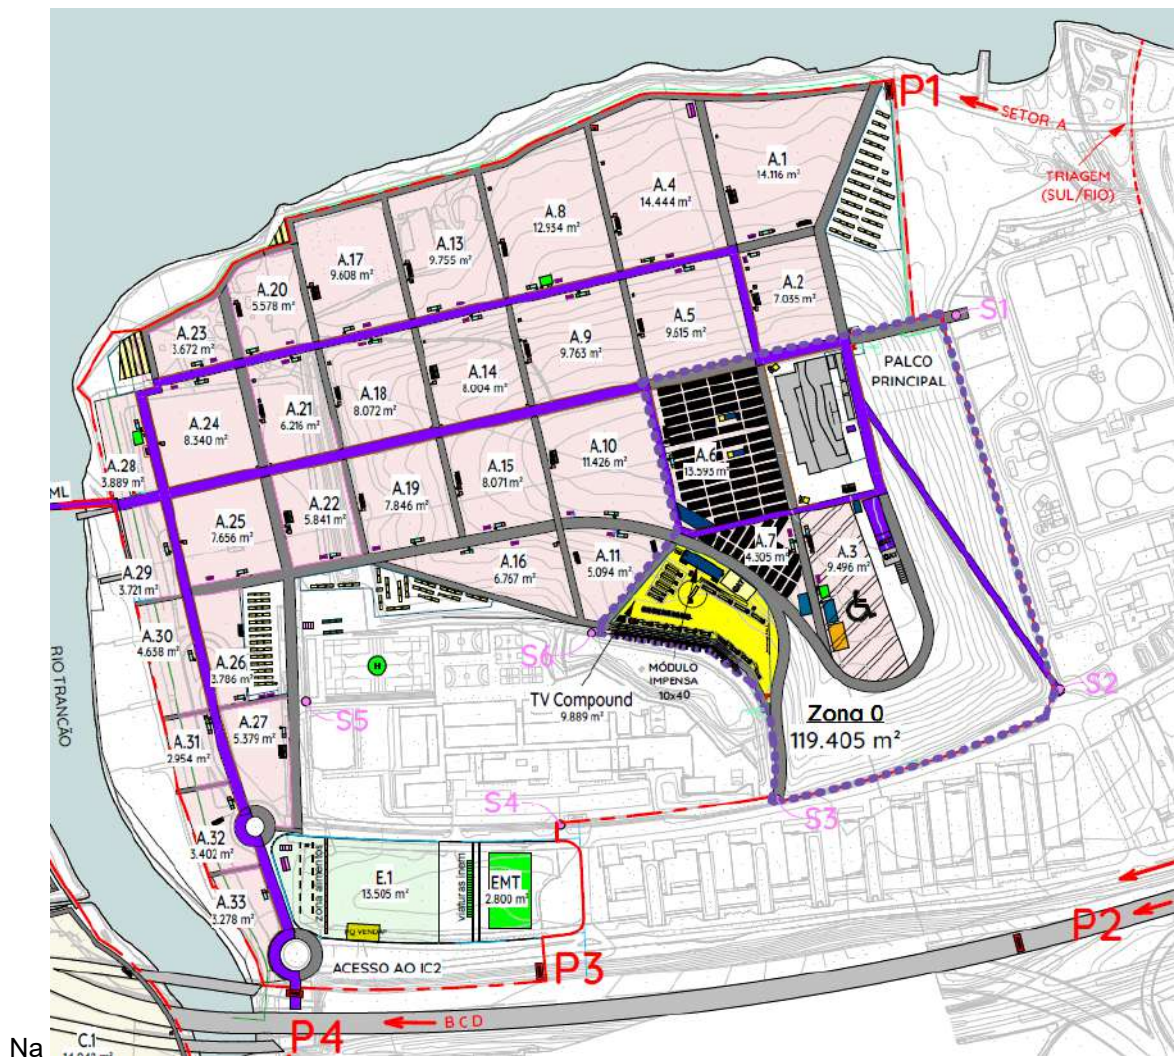 P1
SETOR A
TRIAGEM
(SUL/RIO)
A.1
14.116 m²
A.4
14.444 m²
A.8
12.934 m²
A.13
9.755 m²
A.17
9.608 m²
A.20
5.578 m²
A.23
3.672 m²
A.2
7.035 m²
A.5
9.615 m²
A.9
9.763 m²
A.14
8.004 m²
A.18
8.072 m²
A.21
6.216 m²
A.24
8.340 m²
S1
PALCO
PRINCIPAL
A.6
13.593 m²
A.10
11.426 m²
A.15
8.071 m²
A.19
7.846 m²
A.22
5.841 m²
A.25
7.656 m²
A.28
3.889 m²
ML
A.7
4.305 m²
A.3
9.496 m²
A.11
5.094 m²
A.16
6.767 m²
A.29
3.721 m²
A.30
4.638 m²
A.26
3.786 m²
RIO TRANCÃO
H
S6
MÓDULO
IMPENSA
10x40
TV Compound
9.889 m²
S5
S2
Zona 0
119.405 m²
A.27
5.379 m²
A.31
2.954 m²
S4
S3
A.32
3.402 m²
A.33
3.278 m²
zona alimentos
E.1
13.505 m²
viaturas inem
EMT
2.800 m²
ACESSO AO IC2
P3
P2
P4
BCD
C.1
Na